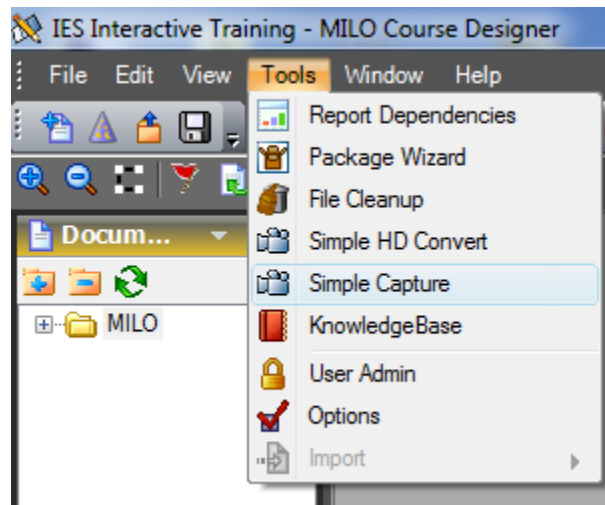 IES Interactive Training - MILO Course Designer
File Edit View Tools Window Help
Report Dependencies
Package Wizard
File Cleanup
Docum...
Simple HD Convert
Simple Capture
MILO
KnowledgeBase
User Admin
Options
Import